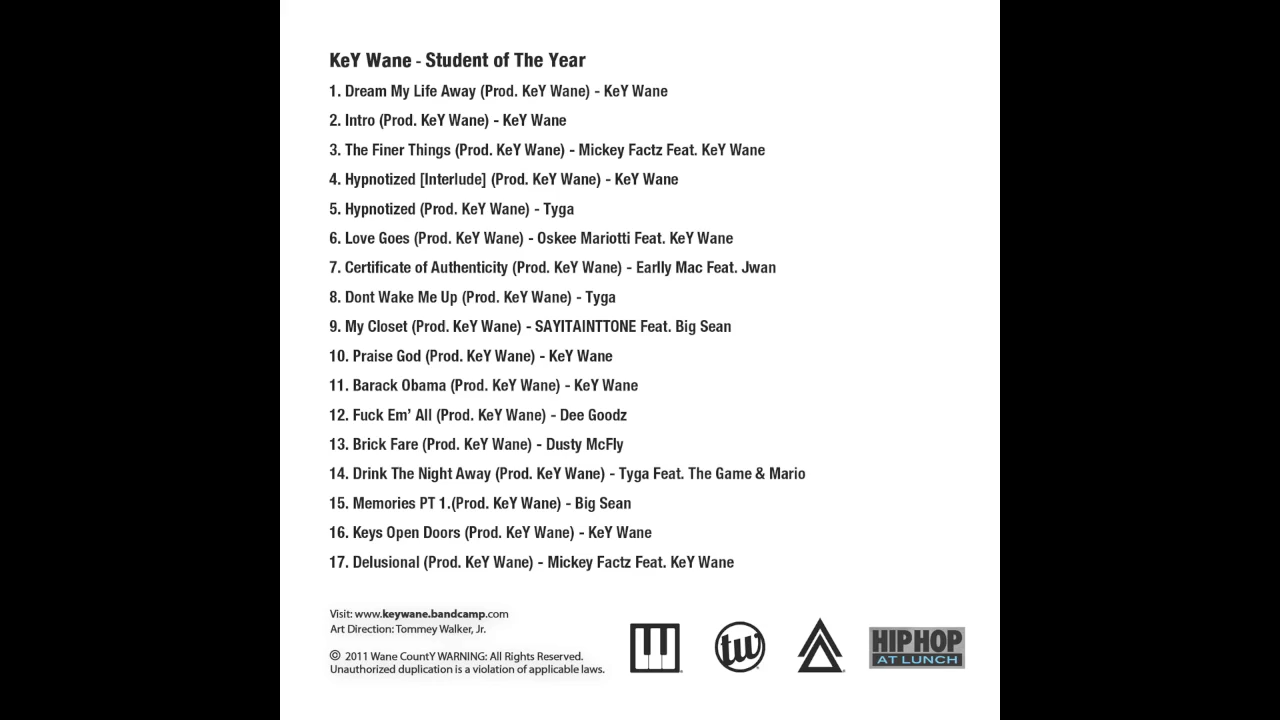 KeY Wane - Student of The Year
1. Dream My Life Away (Prod. KeY Wane) - KeY Wane
2. Intro (Prod. KeY Wane) - KeY Wane
3. The Finer Things (Prod. KeY Wane) - Mickey Factz Feat. KeY Wane
4. Hypnotized [Interlude] (Prod. KeY Wane) - KeY Wane
5. Hypnotized (Prod. KeY Wane) - Tyga
6. Love Goes (Prod. KeY Wane) - Oskee Mariotti Feat. KeY Wane
7. Certificate of Authenticity (Prod. KeY Wane) - Earlly Mac Feat. Jwan
8. Dont Wake Me Up (Prod. KeY Wane) - Tyga
9. My Closet (Prod. KeY Wane) - SAYITAINTTONE Feat. Big Sean
10. Praise God (Prod. KeY Wane) - KeY Wane
11. Barack Obama (Prod. KeY Wane) - KeY Wane
12. Fuck Em' All (Prod. KeY Wane) - Dee Goodz
13. Brick Fare (Prod. KeY Wane) - Dusty McFly
14. Drink The Night Away (Prod. KeY Wane) - Tyga Feat. The Game & Mario
15. Memories PT 1.(Prod. KeY Wane) - Big Sean
16. Keys Open Doors (Prod. KeY Wane) - KeY Wane
17. Delusional (Prod. KeY Wane) - Mickey Factz Feat. KeY Wane
Visit: www.keywane.bandcamp.com
Art Direction: Tommey Walker, Jr.
© 2011 Wane CountY WARNING: All Rights Reserved.
Unauthorized duplication is a violation of applicable laws.
tw
HIP HOP
AT LUNCH